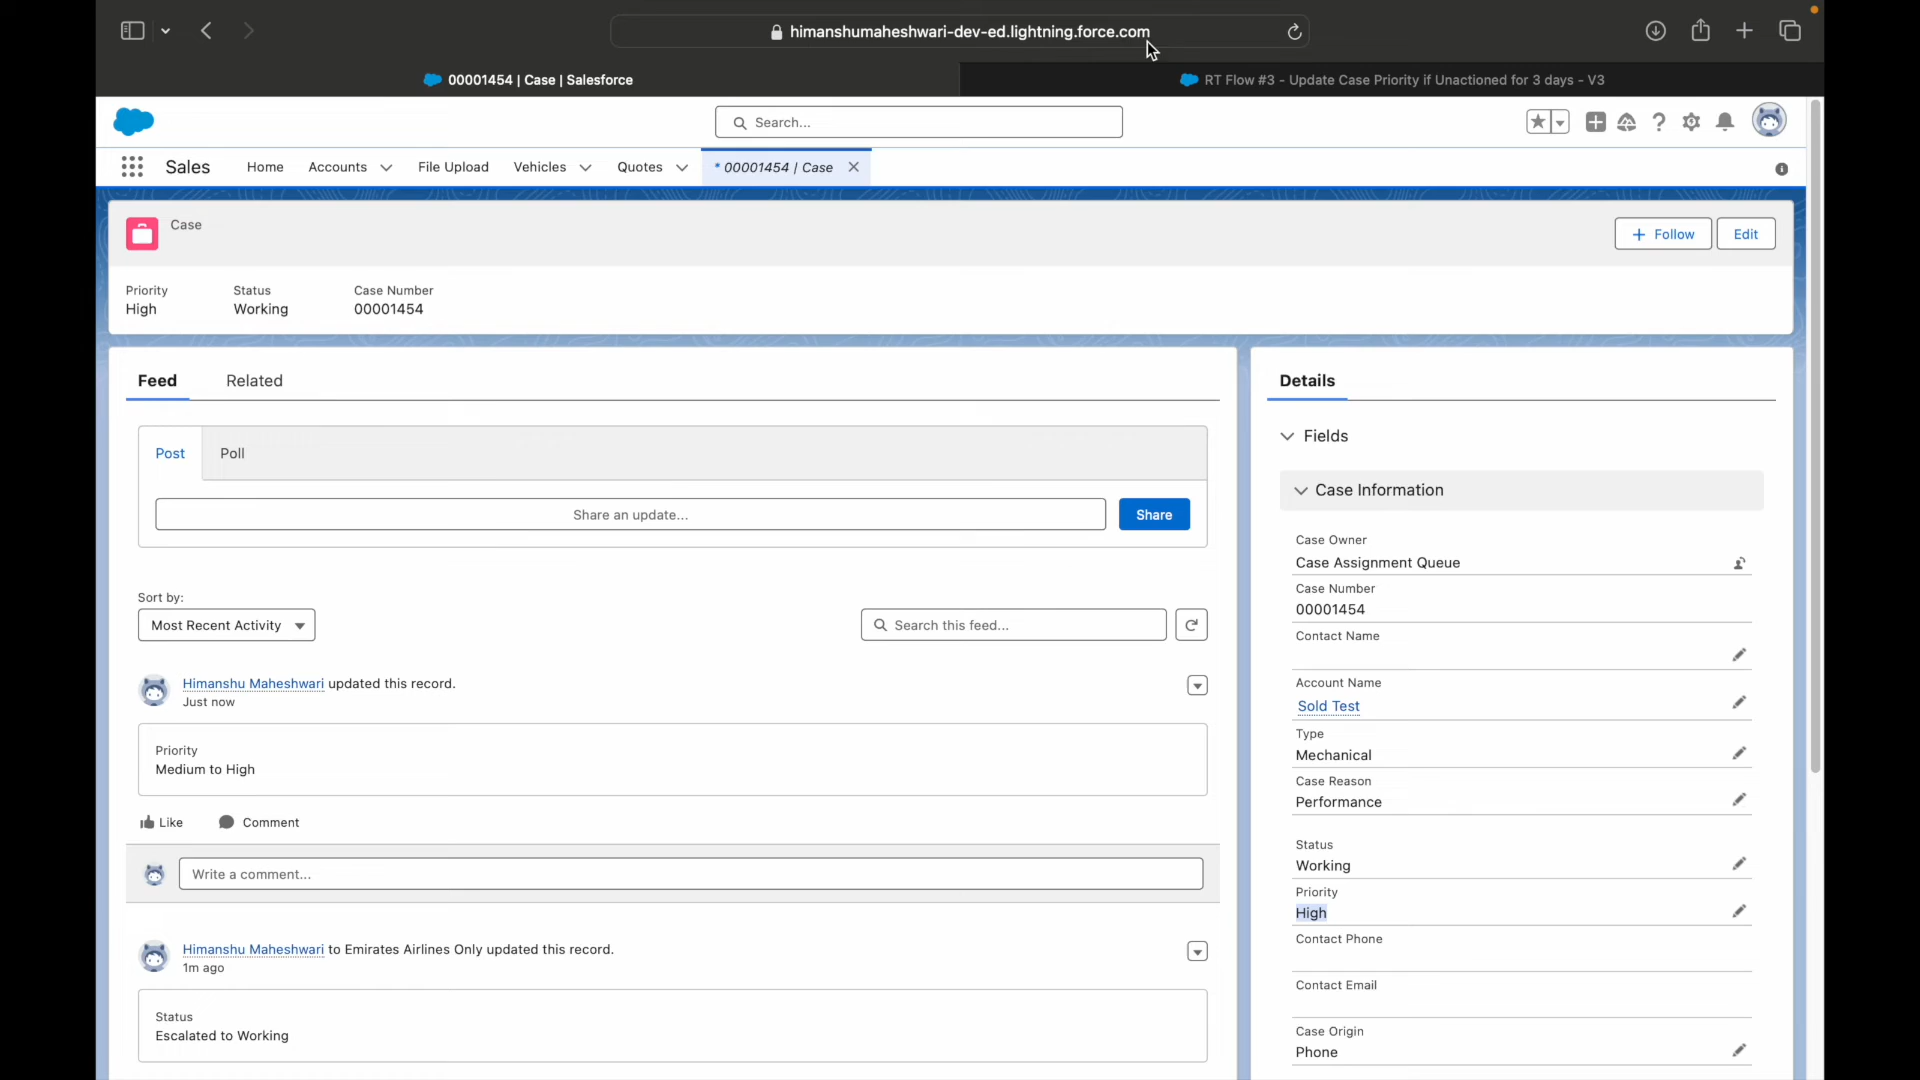 himanshumaheshwari-dev-ed.lightning.force.com
00001454 | Case | Salesforce
RT Flow #3 - Update Case Priority if Unactioned for 3 days - V3
Search...
Sales
Home
Accounts
File Upload
Vehicles
Quotes
* 00001454 | Case
Case
Follow
Edit
Priority
High
Status
Working
Case Number
00001454
Feed
Related
Post
Poll
Share an update...
Share
Sort by:
Most Recent Activity
Search this feed...
Himanshu Maheshwari updated this record.
Just now
Priority
Medium to High
Like
Comment
Write a comment...
Himanshu Maheshwari to Emirates Airlines Only updated this record.
1m ago
Status
Escalated to Working
Details
Fields
Case Information
Case Owner
Case Assignment Queue
Case Number
00001454
Contact Name
Account Name
Sold Test
Type
Mechanical
Case Reason
Performance
Status
Working
Priority
High
Contact Phone
Contact Email
Case Origin
Phone